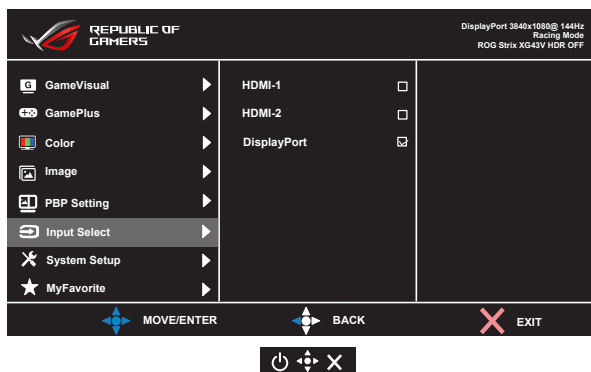 REPUBLIC OF
GAMERS
DisplayPort 3840x1080@ 144Hz
Racing Mode
ROG Strix XG43V HDR OFF
G GameVisual
GamePlus
Color
Image
PBP Setting
Input Select
System Setup
MyFavorite
HDMI-1
HDMI-2
DisplayPort
MOVE/ENTER
BACK
EXIT